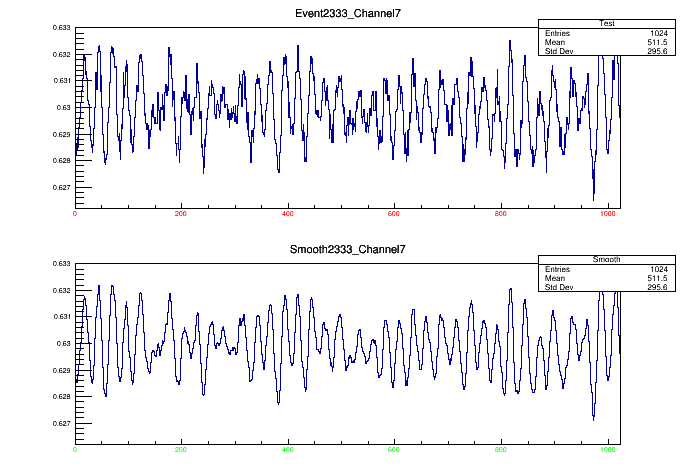 Event2333_Channel7
Test
Entries 1024
Mean 511.5
Std Dev 295.6
0.633
0.632
0.631
0.63
0.629
0.628
0.627
0 200 400 600 800 1000
Smooth2333_Channel7
Smooth
Entries 1024
Mean 511.5
Std Dev 295.6
0.633
0.632
0.631
0.63
0.629
0.628
0.627
0 200 400 600 800 1000